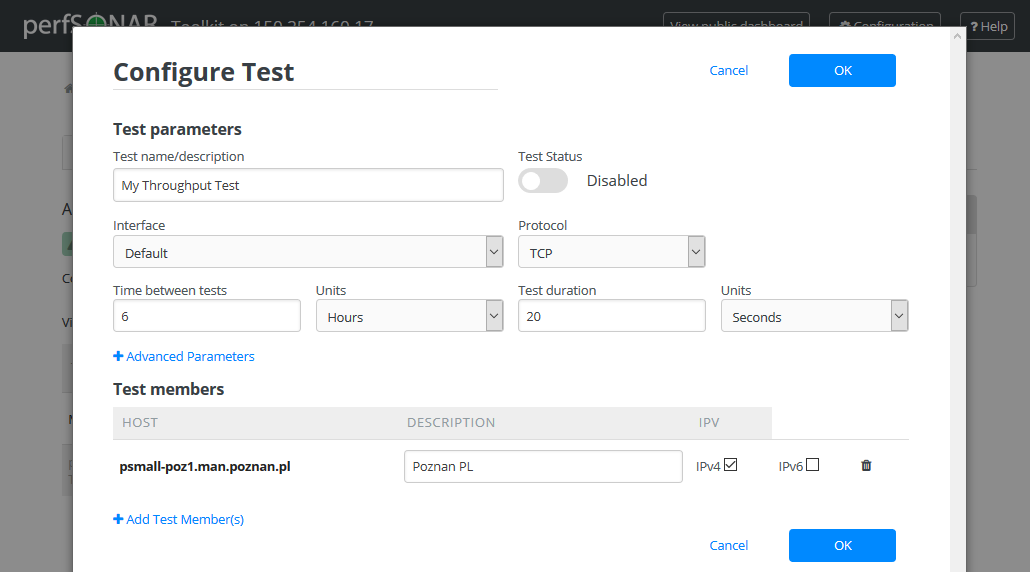 perfSONAR Toolkit on 150.254.160.17 View public dashboard Configuration ? Help
Configure Test Cancel OK
Test parameters
Test name/description Test Status
My Throughput Test Disabled
Interface Protocol
Default TCP
Time between tests Units Test duration Units
6 Hours 20 Seconds
+ Advanced Parameters
Test members
HOST DESCRIPTION IPV
psmall-poz1.man.poznan.pl Poznan PL IPv4 IPv6
+ Add Test Member(s)
Cancel OK